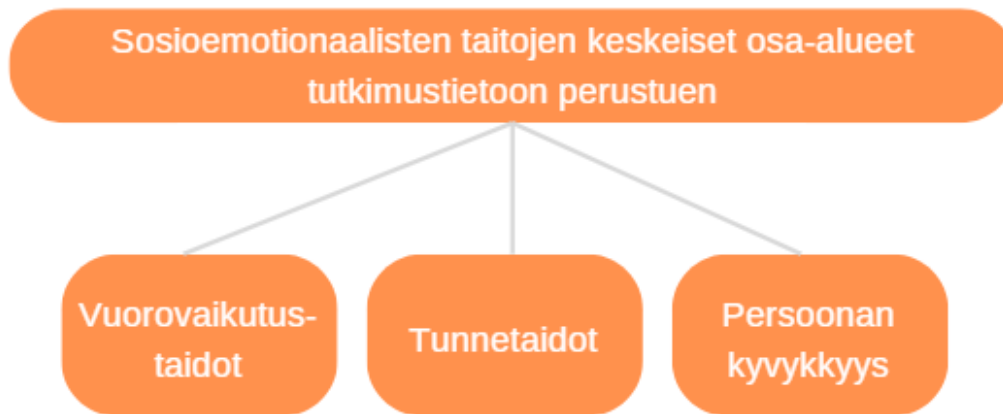 Sosioemotionaalisten taitojen keskeiset osa-alueet
tutkimustietoon perustuen
Vuorovaikutus-
taidot
Tunnetaidot
Persoonan
kyvykkyys